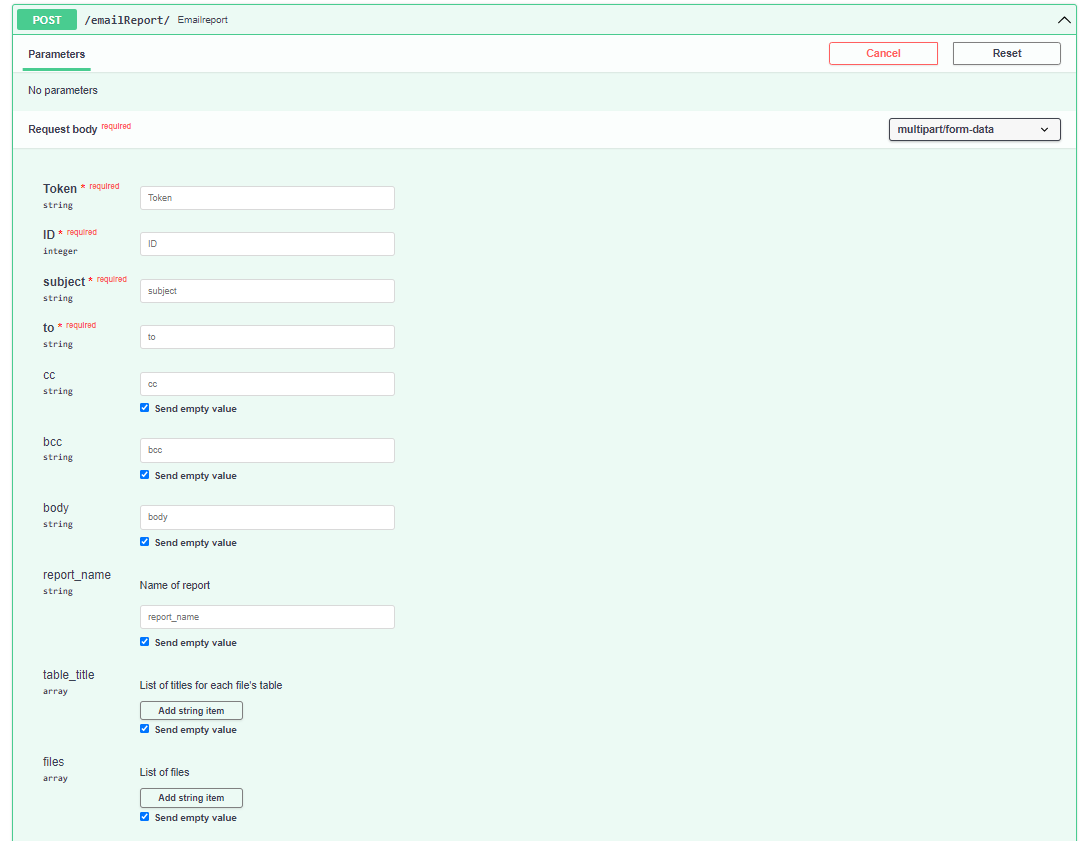 POST /emailReport/ Emailreport
Parameters Cancel Reset
No parameters
Request body required multipart/form-data
Token * required
string
Token
ID * required
integer
ID
subject * required
string
subject
to * required
string
to
cc
string
cc
Send empty value
bcc
string
bcc
Send empty value
body
string
body
Send empty value
report_name
string
Name of report
report_name
Send empty value
table_title
array
List of titles for each file's table
Add string item
Send empty value
files
array
List of files
Add string item
Send empty value